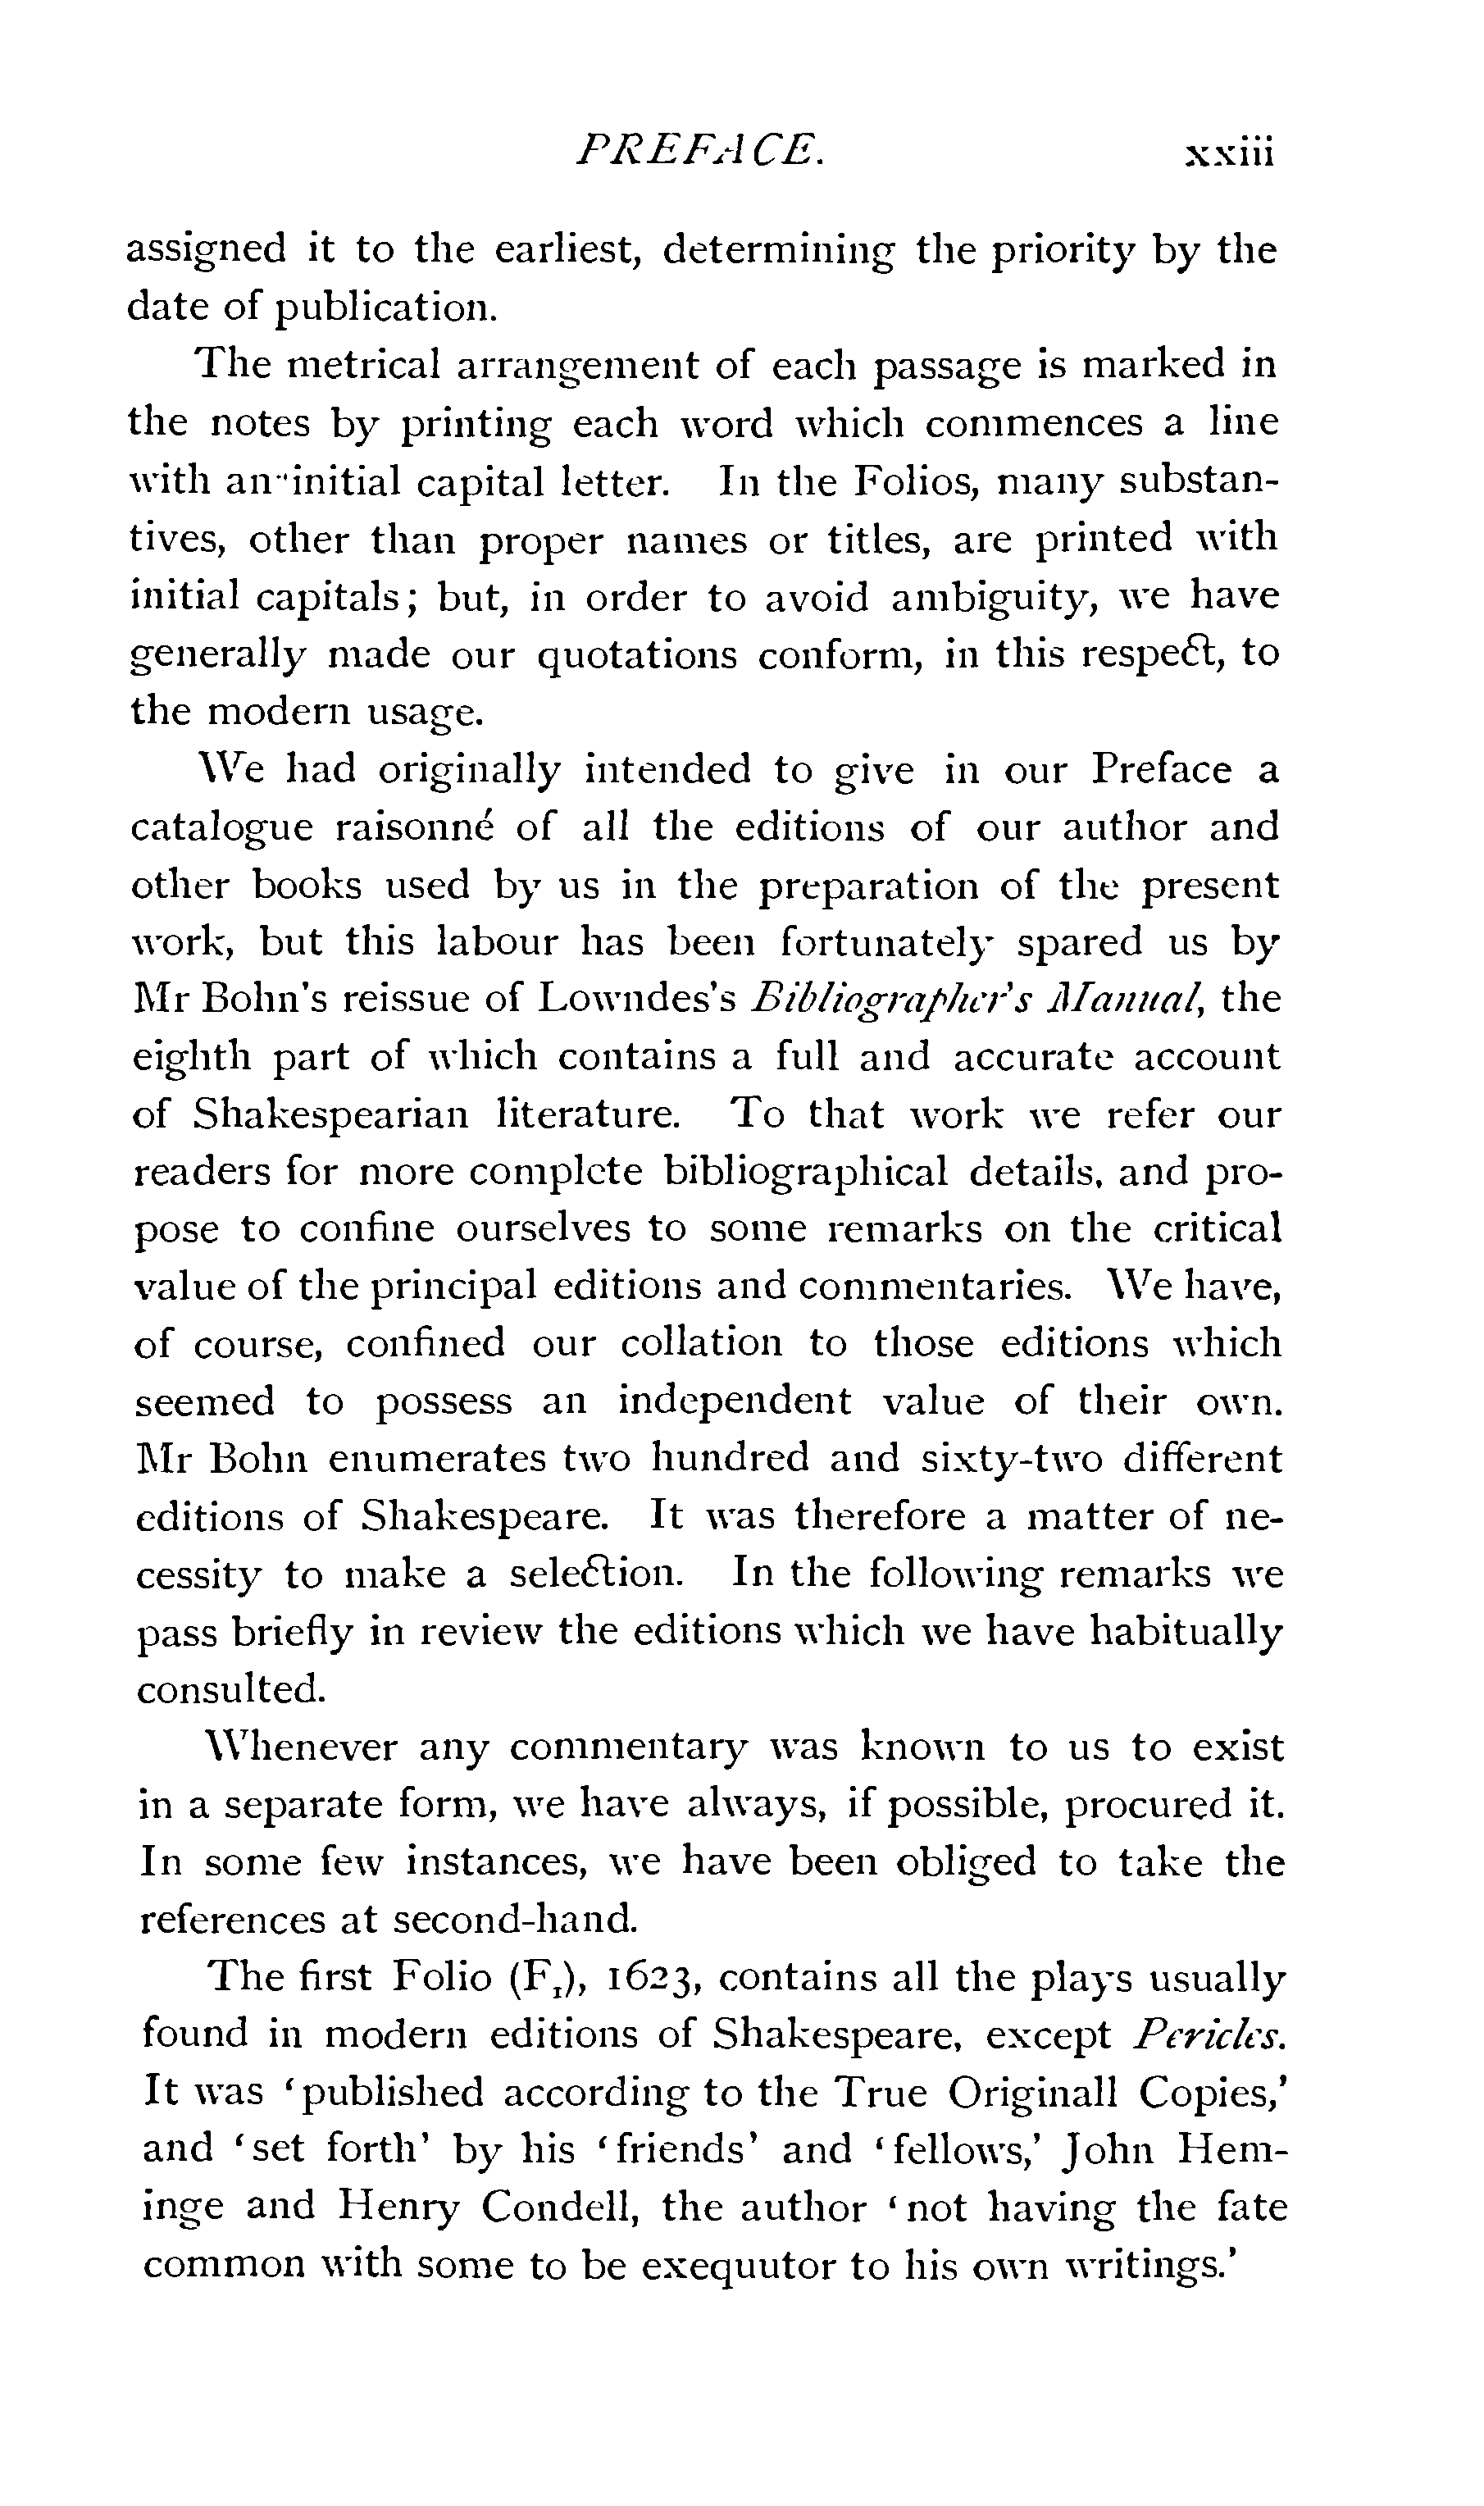 PREFACE. xxiii
assigned it to the earliest, determining the priority by the
date of publication.
The metrical arrangement of each passage is marked in
the notes by printing each word which commences a line
with an initial capital letter. In the Folios, many substan-
tives, other than proper names or titles, are printed with
initial capitals; but, in order to avoid ambiguity, we have
generally made our quotations conform, in this respect, to
the modern usage.
We had originally intended to give in our Preface a
catalogue raisonné of all the editions of our author and
other books used by us in the preparation of the present
work, but this labour has been fortunately spared us by
Mr Bohn's reissue of Lowndes's Bibliographer's Manual, the
eighth part of which contains a full and accurate account
of Shakespearian literature. To that work we refer our
readers for more complete bibliographical details, and pro-
pose to confine ourselves to some remarks on the critical
value of the principal editions and commentaries. We have,
of course, confined our collation to those editions which
seemed to possess an independent value of their own.
Mr Bohn enumerates two hundred and sixty-two different
editions of Shakespeare. It was therefore a matter of ne-
cessity to make a selection. In the following remarks we
pass briefly in review the editions which we have habitually
consulted.
Whenever any commentary was known to us to exist
in a separate form, we have always, if possible, procured it.
In some few instances, we have been obliged to take the
references at second-hand.
The first Folio (F₁), 1623, contains all the plays usually
found in modern editions of Shakespeare, except Pericles.
It was 'published according to the True Originall Copies,'
and 'set forth' by his 'friends' and 'fellows,' John Hem-
inge and Henry Condell, the author 'not having the fate
common with some to be exequutor to his own writings.'